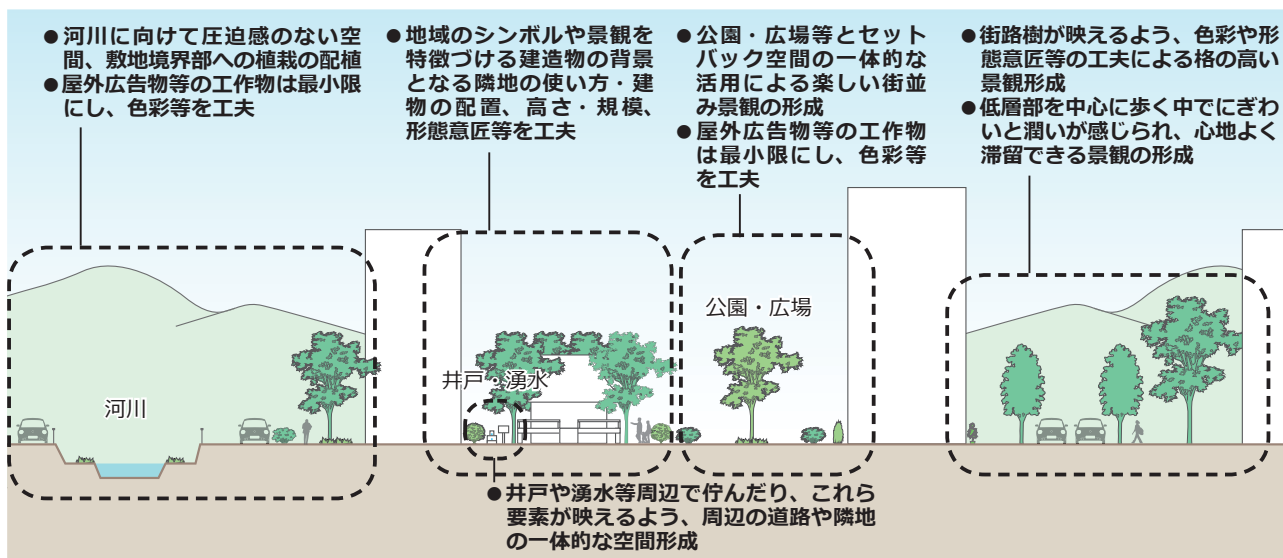 ●河川に向けて圧迫感のない空
間、敷地境界部への植栽の配植
●屋外広告物等の工作物は最小限
にし、色彩等を工夫
●地域のシンボルや景観を
特徴づける建造物の背景
となる隣地の使い方・建
物の配置、高さ・規模、
形態意匠等を工夫
●公園・広場等とセット
バック空間の一体的な
活用による楽しい街並
み景観の形成
●屋外広告物等の工作物
は最小限にし、色彩等
を工夫
●街路樹が映えるよう、色彩や形
態意匠等の工夫による格の高い
景観形成
●低層部を中心に歩く中でにぎわ
いと潤いが感じられ、心地よく
滞留できる景観の形成
河川
井戸・湧水
公園・広場
●井戸や湧水等周辺で佇んだり、これら
要素が映えるよう、周辺の道路や隣地
の一体的な空間形成